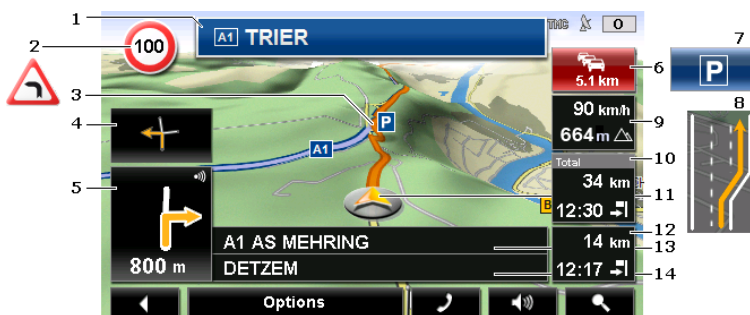 1
A1 TRIER
TMC 0
7
2
100
6
5.1 km
P
3
P
8
4
90 km/h
9
664 m
A1
Total
10
5
34 km
11
12:30
B
12
A1 AS MEHRING
14 km
13
800 m
DETZEM
12:17
14
Options